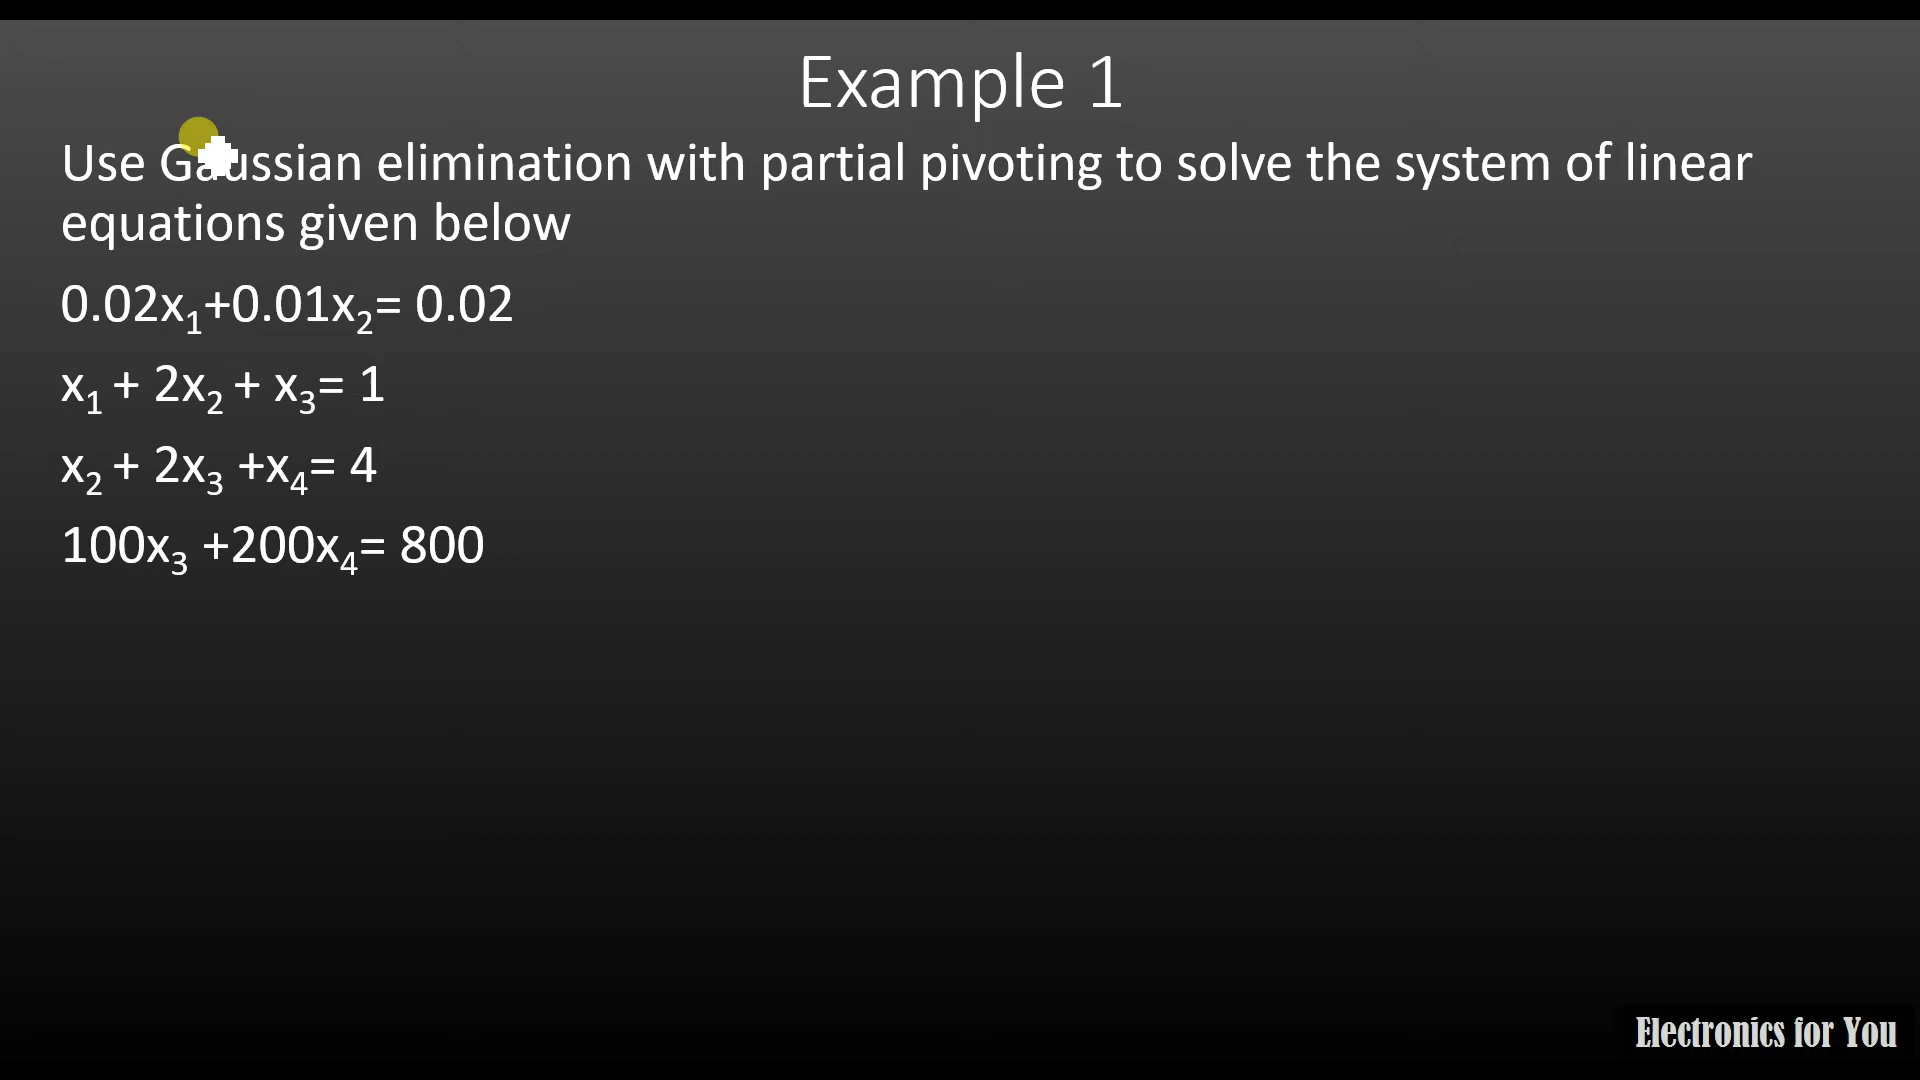 Example 1
Use Gaussian elimination with partial pivoting to solve the system of linear
equations given below
0.02x₁+0.01x₂= 0.02
x₁ + 2x₂ + x₃= 1
x₂ + 2x₃ +x₄= 4
100x₃ +200x₄= 800
Electronics for You